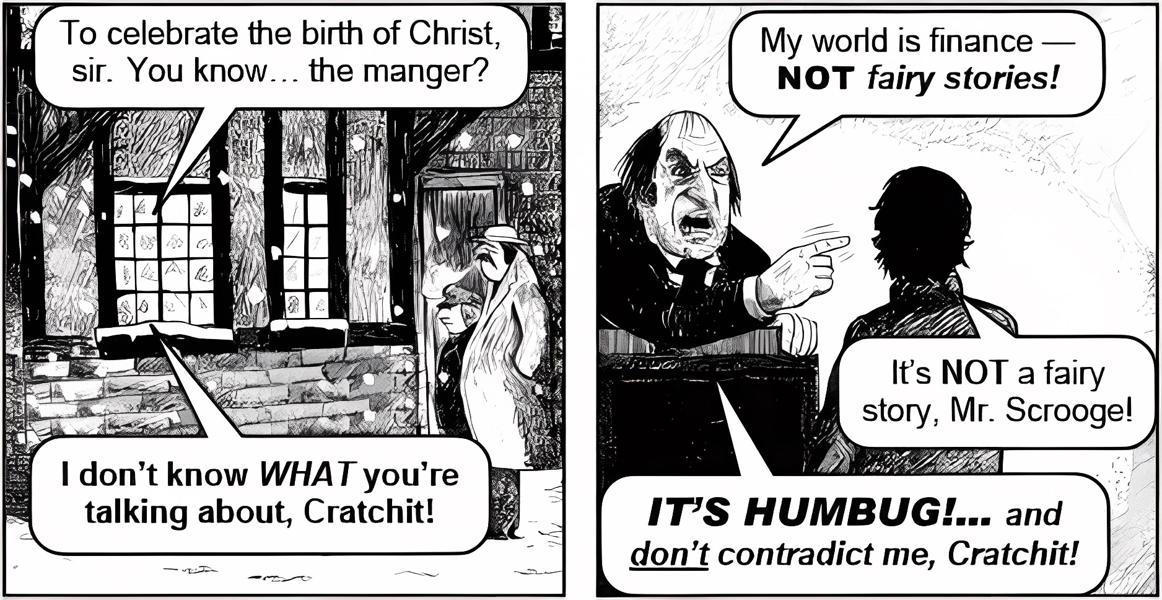 To celebrate the birth of Christ,
sir. You know... the manger?
I don't know WHAT you're
talking about, Cratchit!
My world is finance —
NOT fairy stories!
It's NOT a fairy
story, Mr. Scrooge!
IT'S HUMBUG!... and
don't contradict me, Cratchit!